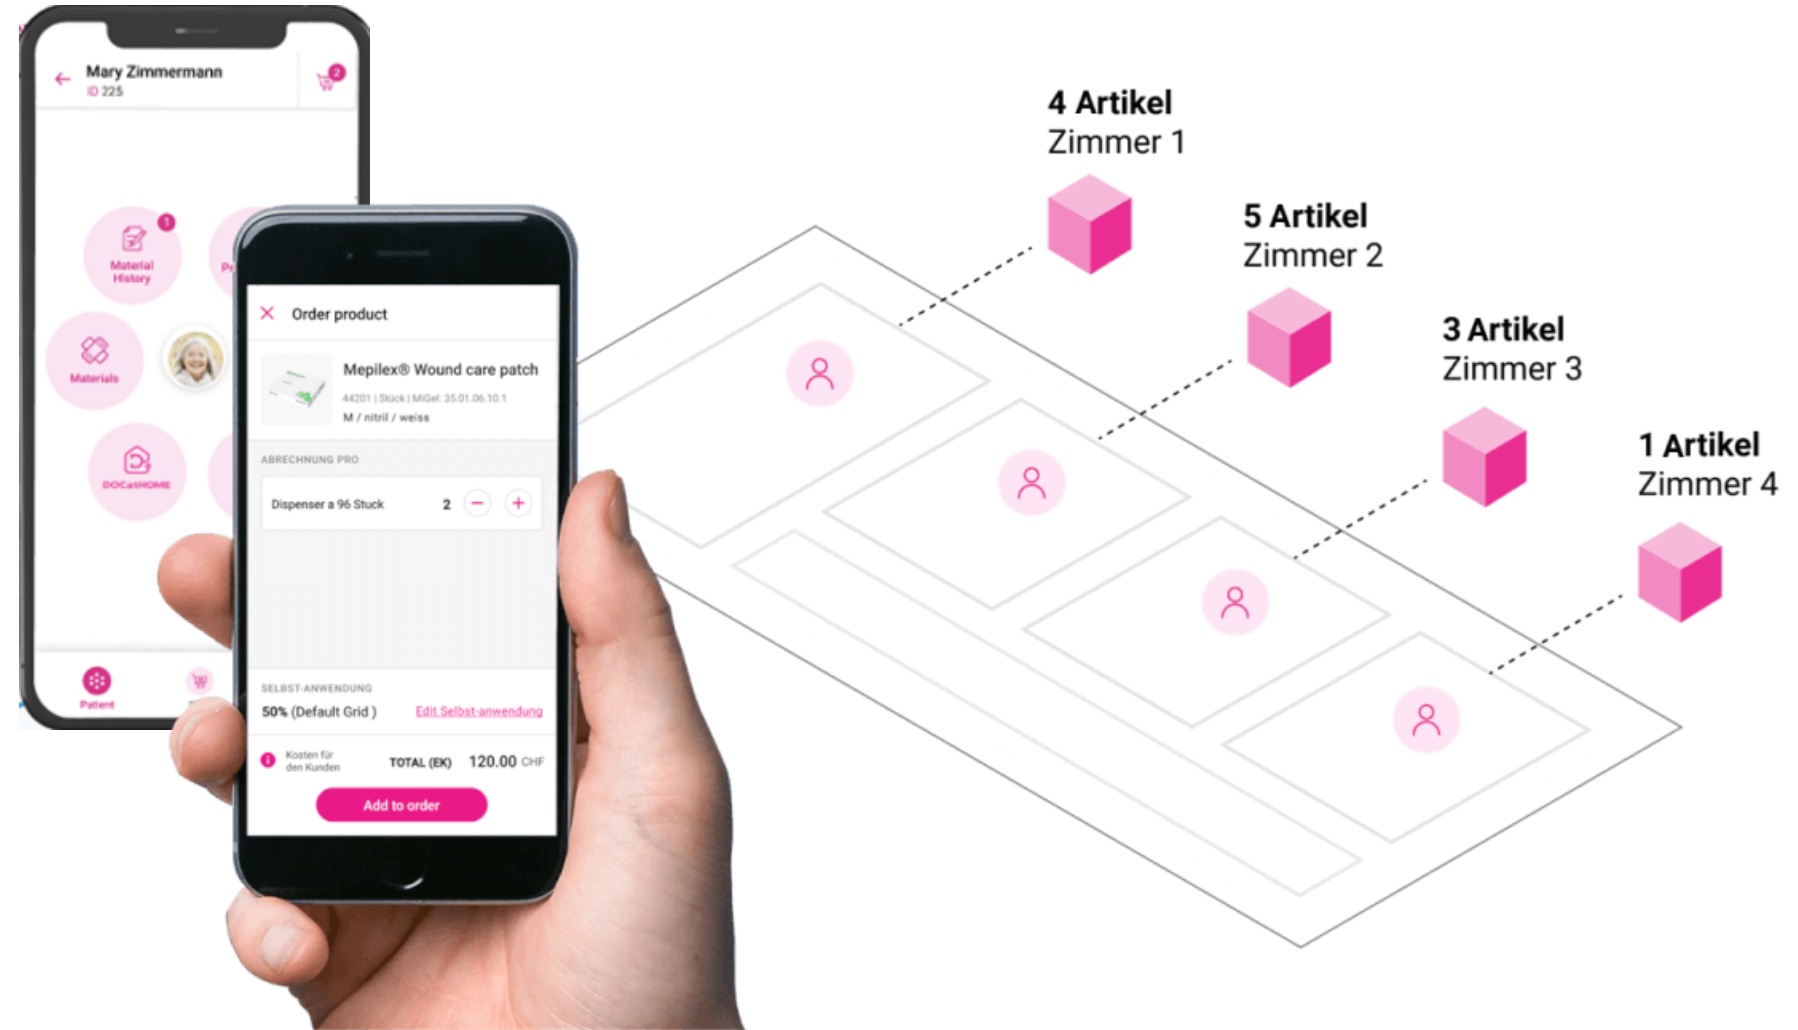 Mary Zimmermann
ID 225
2
Material
History
1
Materials
DOCatHOME
Patient
Order product
Mepilex® Wound care patch
44201 | Stück | MiGel: 35.01.06.10.1
M / nitril / weiss
ABRECHNUNG PRO
Dispenser a 96 Stuck
2
SELBST-ANWENDUNG
50% (Default Grid )
Edit Selbst-anwendung
Kosten für
den Kunden
TOTAL (EK)
120.00 CHF
Add to order
4 Artikel
Zimmer 1
5 Artikel
Zimmer 2
3 Artikel
Zimmer 3
1 Artikel
Zimmer 4